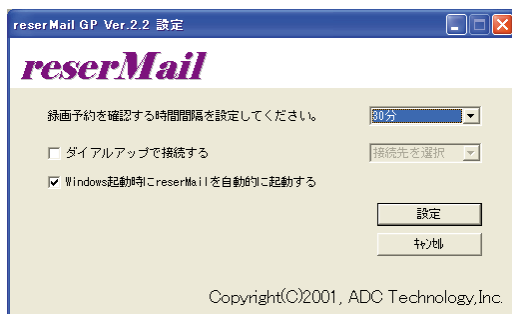 reserMail GP Ver.2.2 設定
reserMail
録画予約を確認する時間間隔を設定してください。 30分
ダイアルアップで接続する 接続先を選択
Windows起動時にreserMailを自動的に起動する
設定
ｷｬﾝｾﾙ
Copyright(C)2001, ADC Technology,Inc.